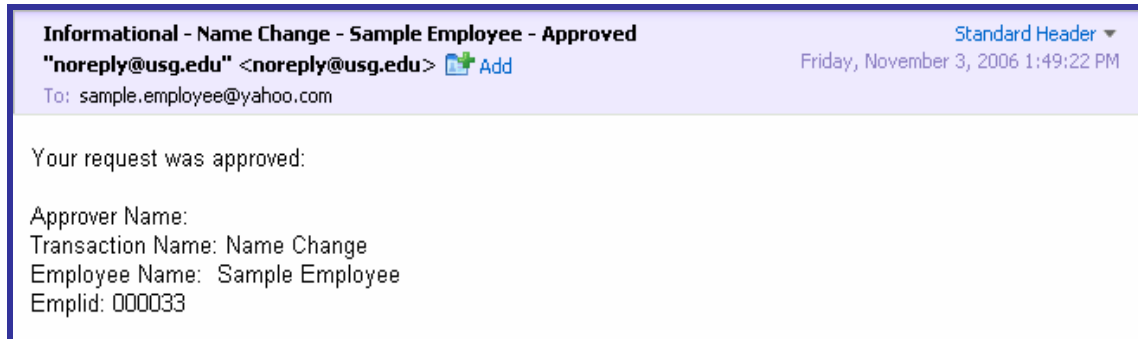 Informational - Name Change - Sample Employee - Approved
Standard Header
"noreply@usg.edu" <noreply@usg.edu> Add
Friday, November 3, 2006 1:49:22 PM
To: sample.employee@yahoo.com
Your request was approved:
Approver Name:
Transaction Name: Name Change
Employee Name: Sample Employee
Emplid: 000033